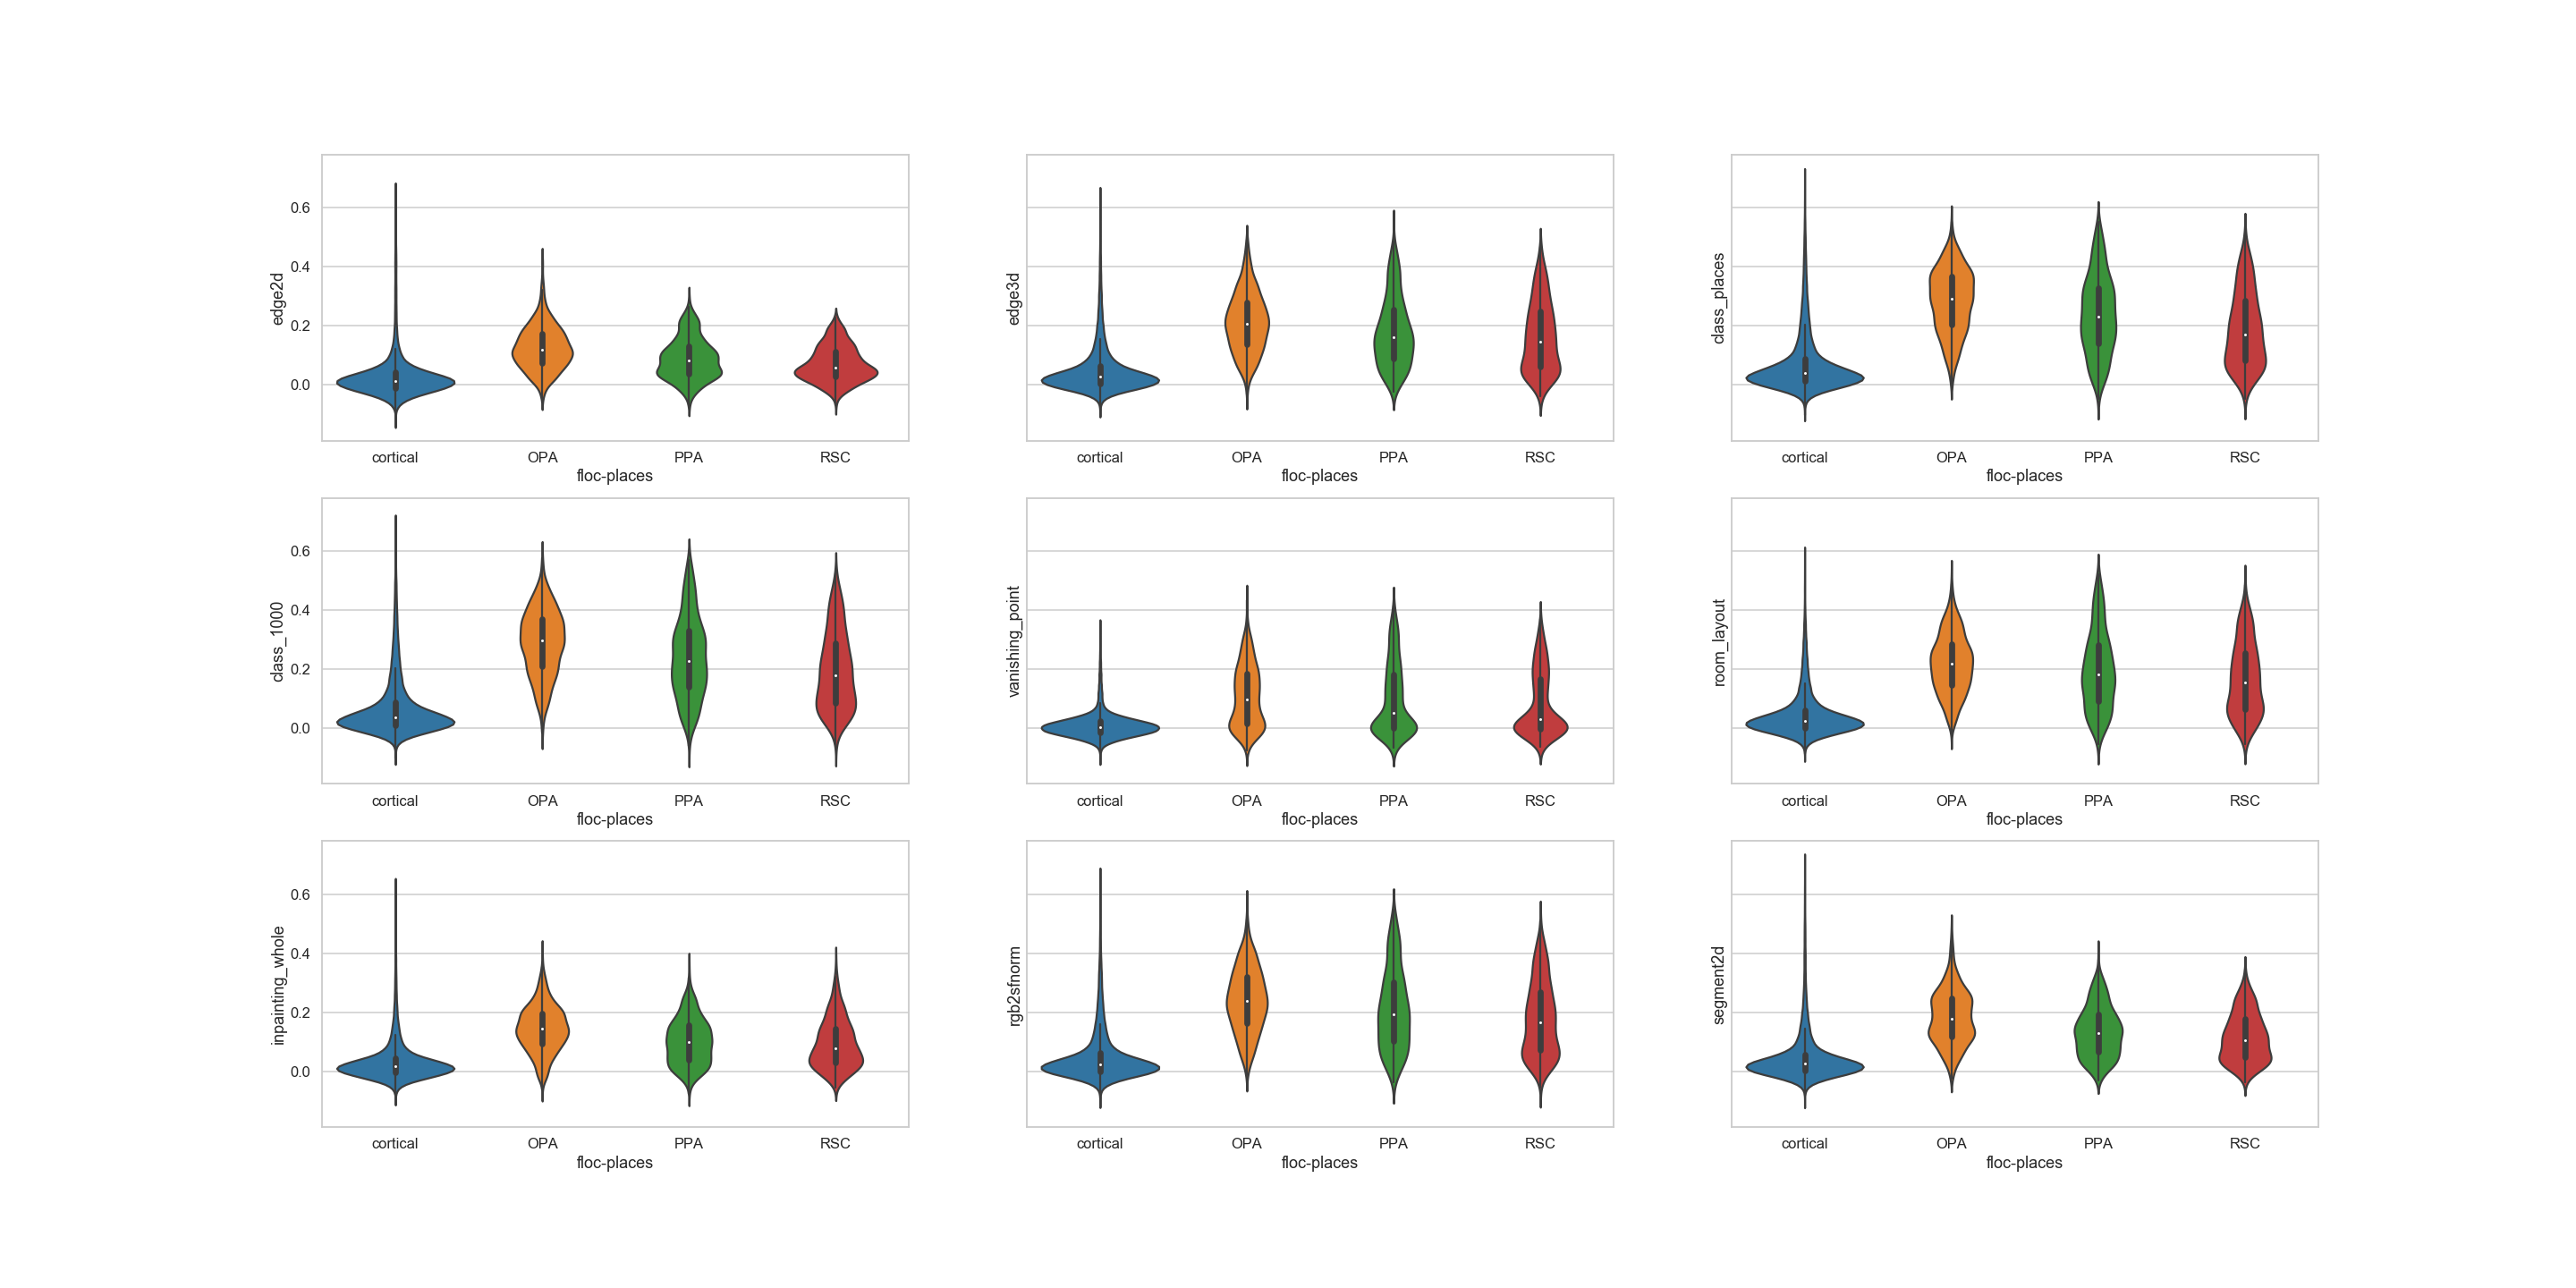 edge2d
0.6
0.4
0.2
0.0
cortical OPA PPA RSC
floc-places
edge3d
cortical OPA PPA RSC
floc-places
class_places
cortical OPA PPA RSC
floc-places
class_1000
0.6
0.4
0.2
0.0
cortical OPA PPA RSC
floc-places
vanishing_point
cortical OPA PPA RSC
floc-places
room_layout
cortical OPA PPA RSC
floc-places
inpainting_whole
0.6
0.4
0.2
0.0
cortical OPA PPA RSC
floc-places
rgb2sfnorm
cortical OPA PPA RSC
floc-places
segment2d
cortical OPA PPA RSC
floc-places